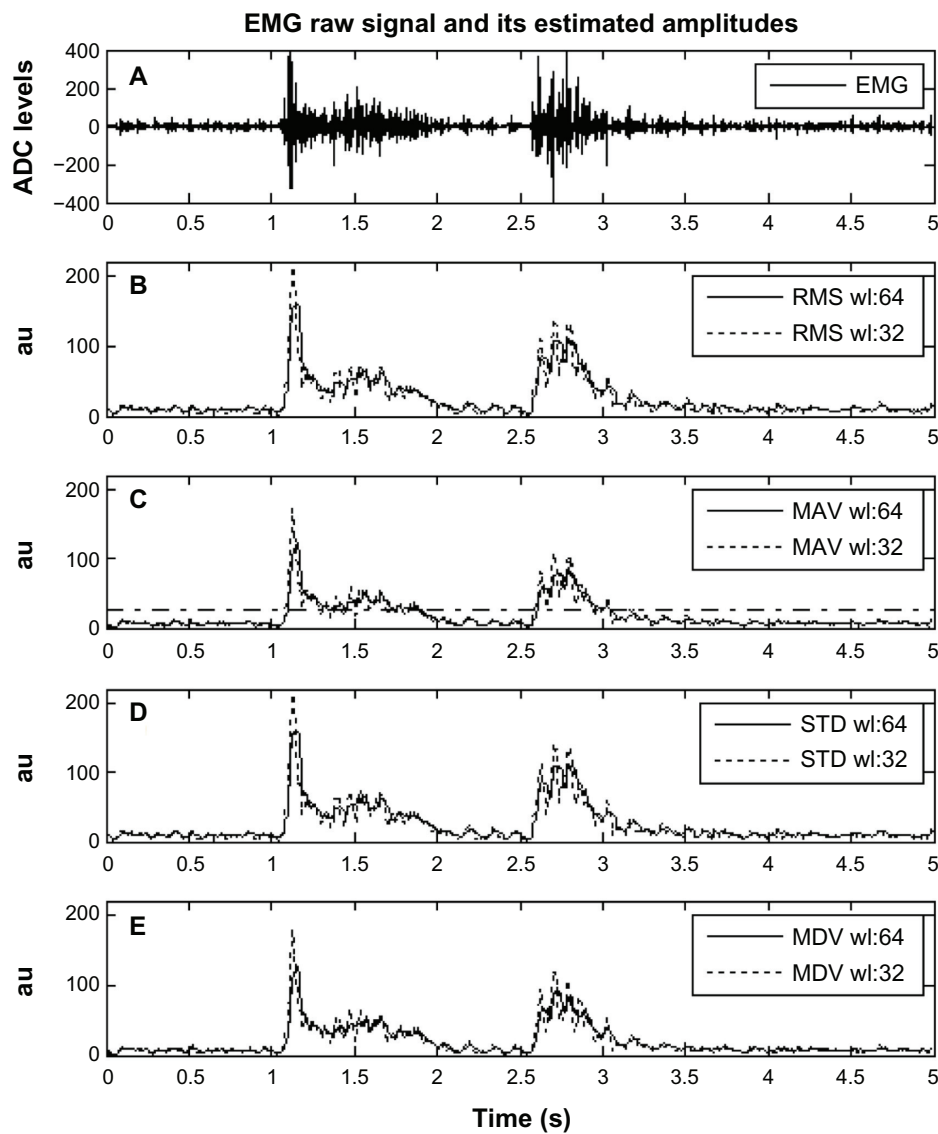 EMG raw signal and its estimated amplitudes
A
EMG
ADC levels
400
200
0
−200
−400
0 0.5 1 1.5 2 2.5 3 3.5 4 4.5 5
B
RMS wl:64
RMS wl:32
au
200
100
0
0 0.5 1 1.5 2 2.5 3 3.5 4 4.5 5
C
MAV wl:64
MAV wl:32
au
200
100
0
0 0.5 1 1.5 2 2.5 3 3.5 4 4.5 5
D
STD wl:64
STD wl:32
au
200
100
0
0 0.5 1 1.5 2 2.5 3 3.5 4 4.5 5
E
MDV wl:64
MDV wl:32
au
200
100
0
0 0.5 1 1.5 2 2.5 3 3.5 4 4.5 5
Time (s)